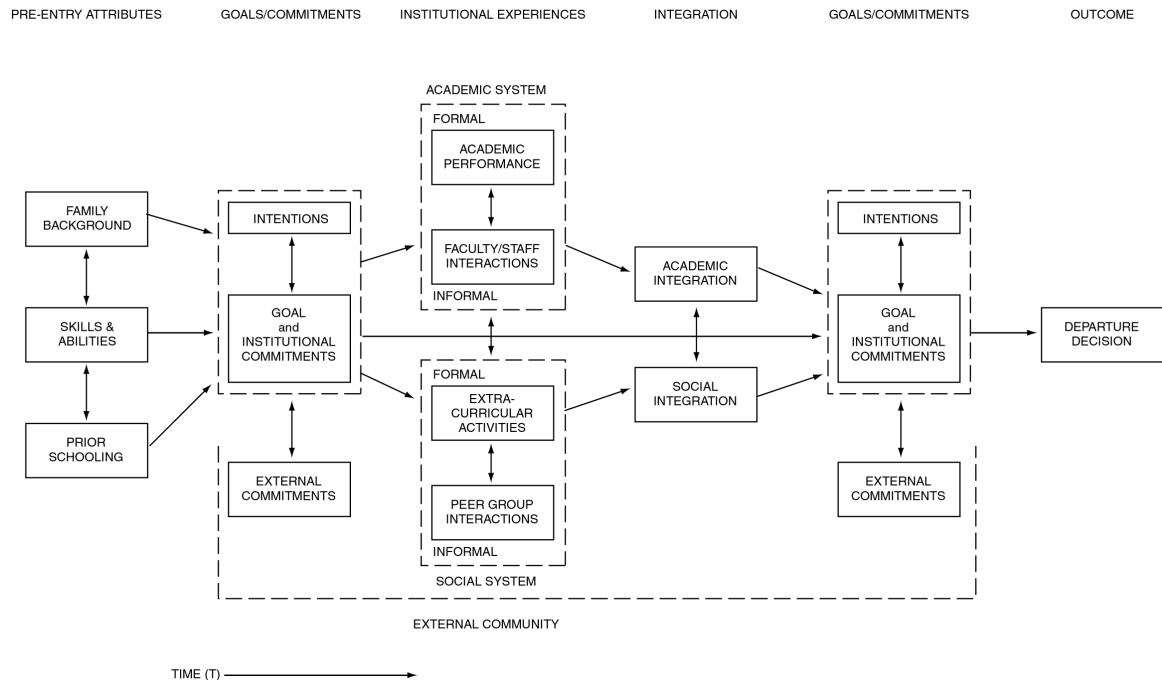 PRE-ENTRY ATTRIBUTES
GOALS/COMMITMENTS
INSTITUTIONAL EXPERIENCES
INTEGRATION
GOALS/COMMITMENTS
OUTCOME
FAMILY
BACKGROUND
SKILLS &
ABILITIES
PRIOR
SCHOOLING
INTENTIONS
GOAL
and
INSTITUTIONAL
COMMITMENTS
EXTERNAL
COMMITMENTS
ACADEMIC SYSTEM
FORMAL
ACADEMIC
PERFORMANCE
FACULTY/STAFF
INTERACTIONS
INFORMAL
FORMAL
EXTRA-
CURRICULAR
ACTIVITIES
PEER GROUP
INTERACTIONS
INFORMAL
SOCIAL SYSTEM
ACADEMIC
INTEGRATION
SOCIAL
INTEGRATION
INTENTIONS
GOAL
and
INSTITUTIONAL
COMMITMENTS
EXTERNAL
COMMITMENTS
DEPARTURE
DECISION
EXTERNAL COMMUNITY
TIME (T)